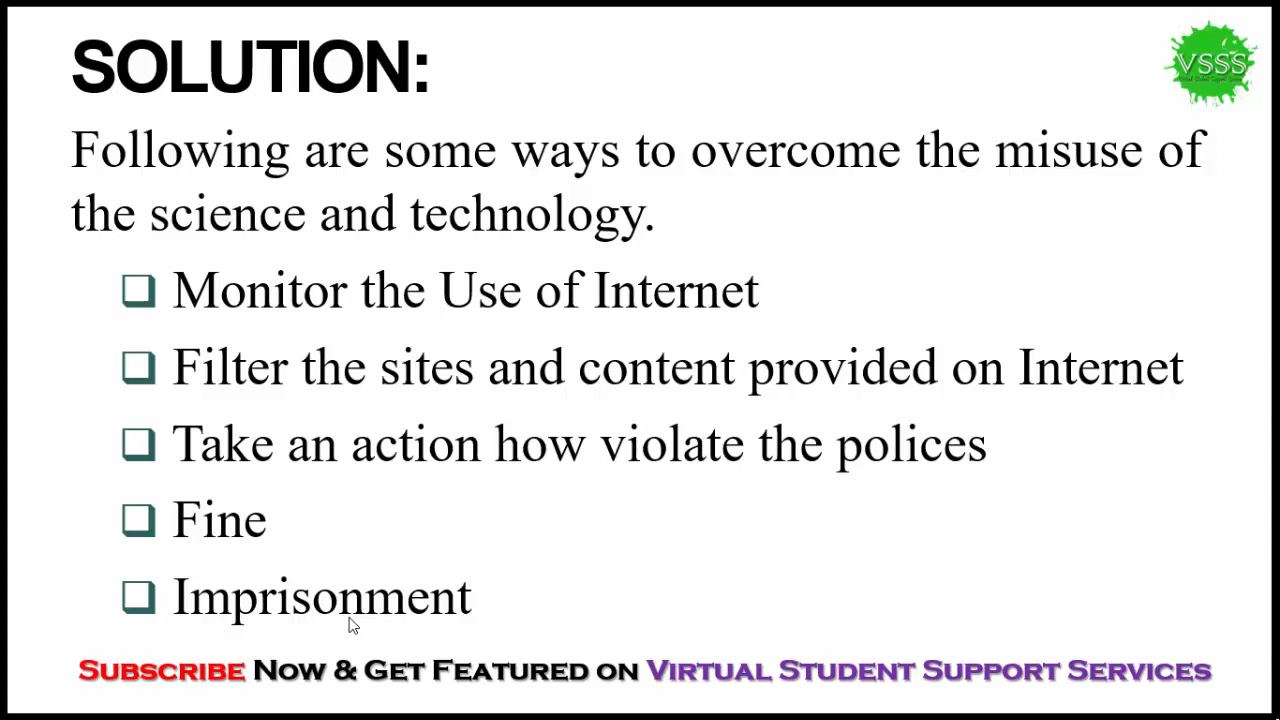 SOLUTION:
VSSS
Following are some ways to overcome the misuse of
the science and technology.
Monitor the Use of Internet
Filter the sites and content provided on Internet
Take an action how violate the polices
Fine
Imprisonment
Subscribe Now & Get Featured on Virtual Student Support Services